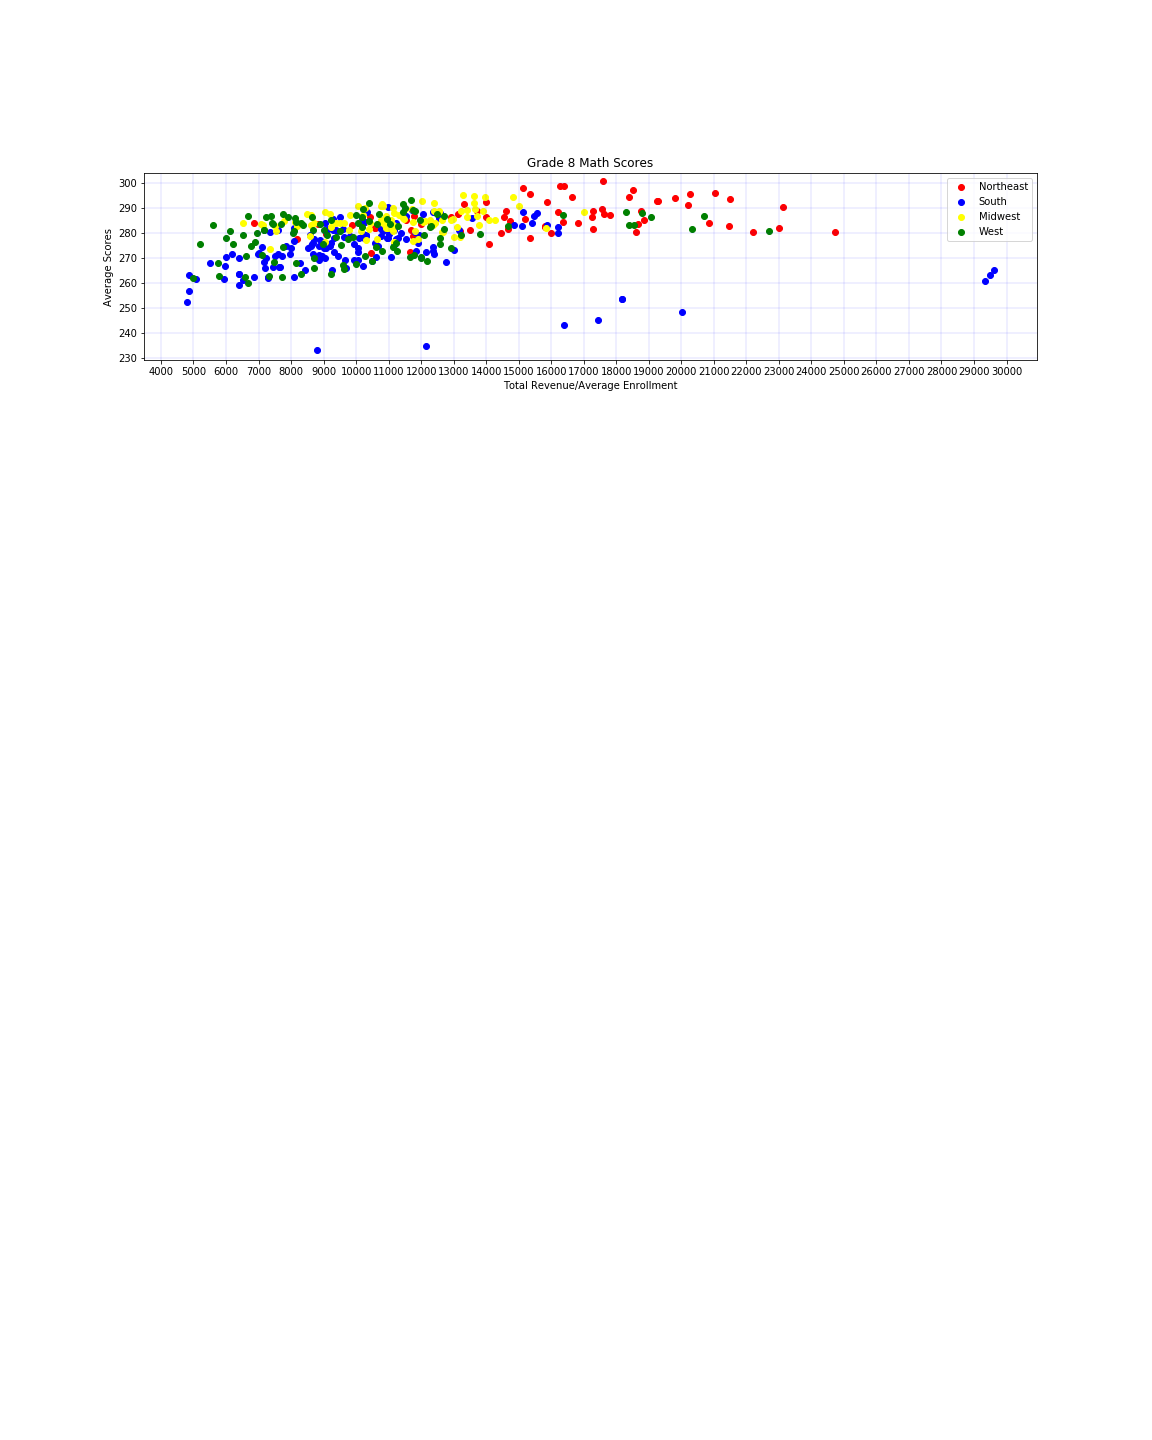 Grade 8 Math Scores
300
290
280
270
260
250
240
230
Average Scores
4000 5000 6000 7000 8000 9000 10000 11000 12000 13000 14000 15000 16000 17000 18000 19000 20000 21000 22000 23000 24000 25000 26000 27000 28000 29000 30000
Total Revenue/Average Enrollment
Northeast
South
Midwest
West